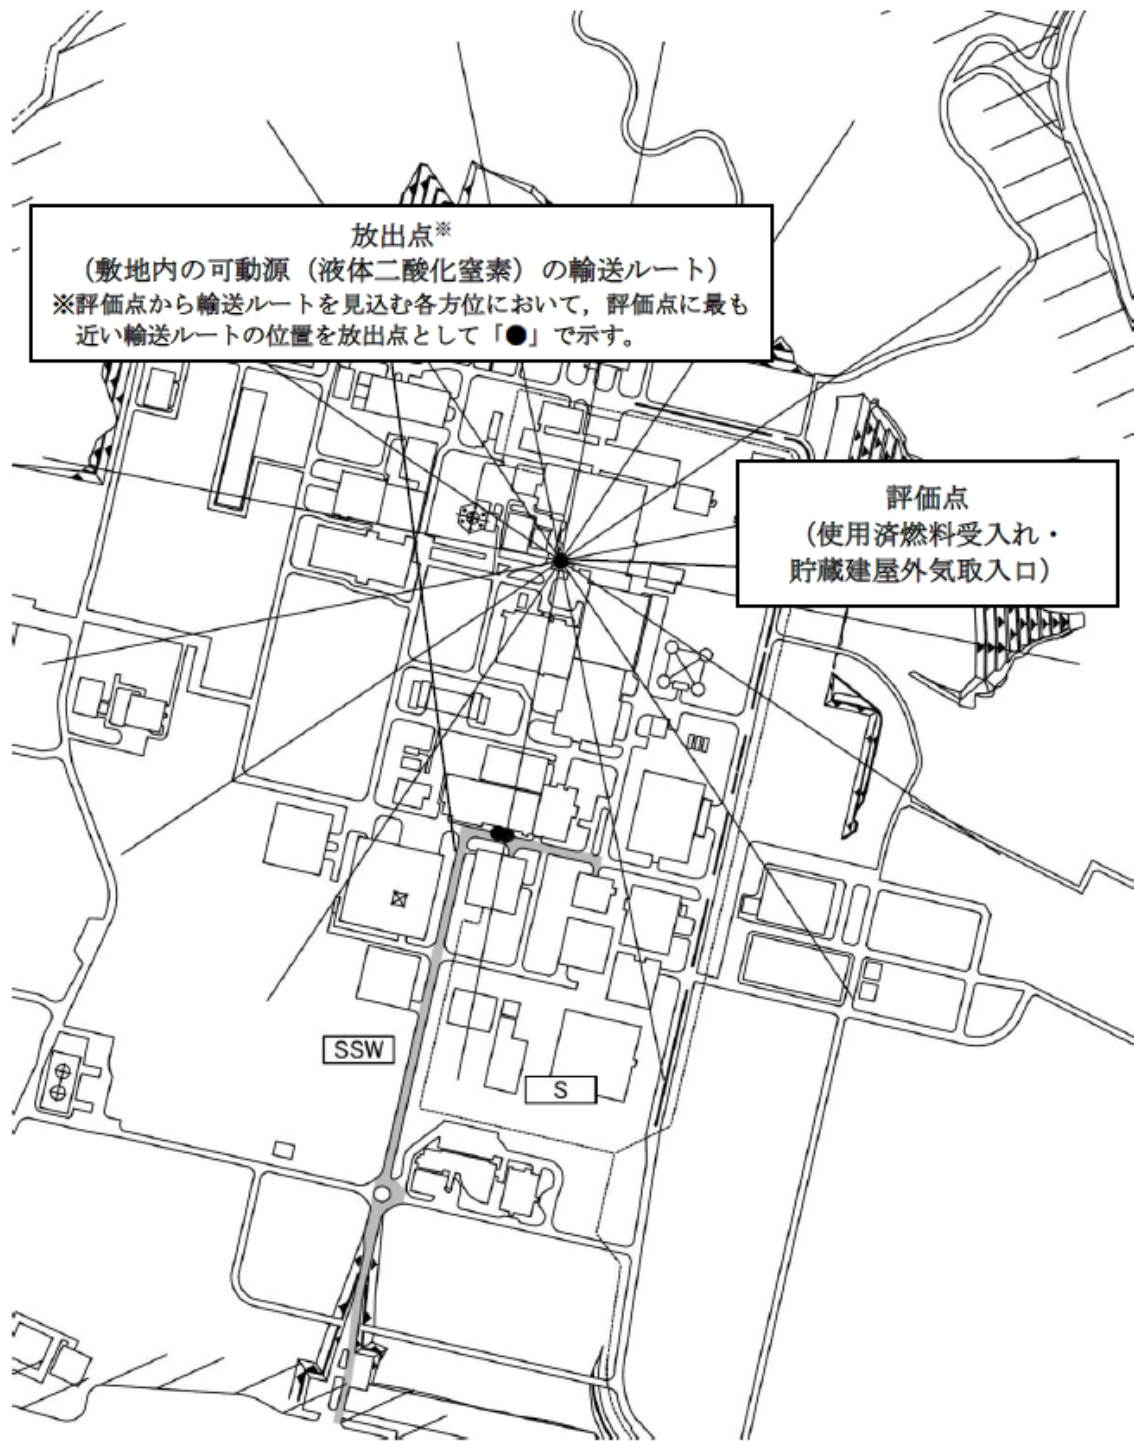 放出点※
（敷地内の可動源（液体二酸化窒素）の輸送ルート）
※評価点から輸送ルートを見込む各方位において，評価点に最も
近い輸送ルートの位置を放出点として「●」で示す。
評価点
（使用済燃料受入れ・
貯蔵建屋外気取入口）
SSW
S